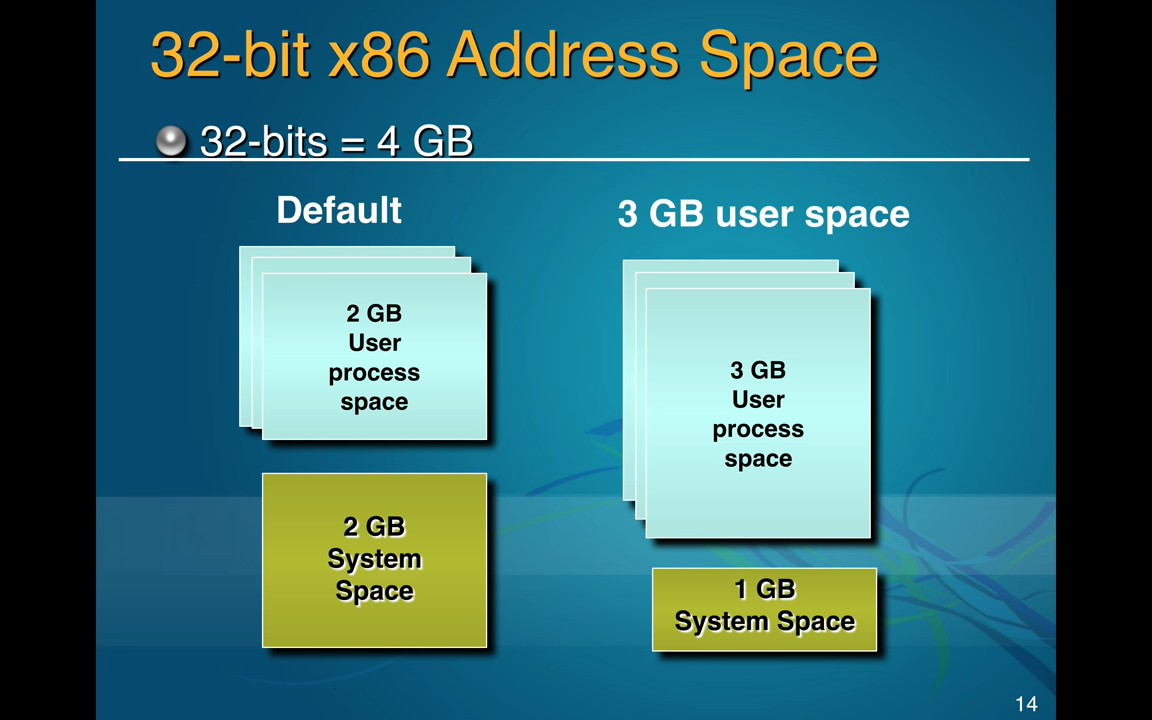 32-bit x86 Address Space
32-bits = 4 GB
Default
2 GB
User
process
space
2 GB
System
Space
3 GB user space
3 GB
User
process
space
1 GB
System Space
14